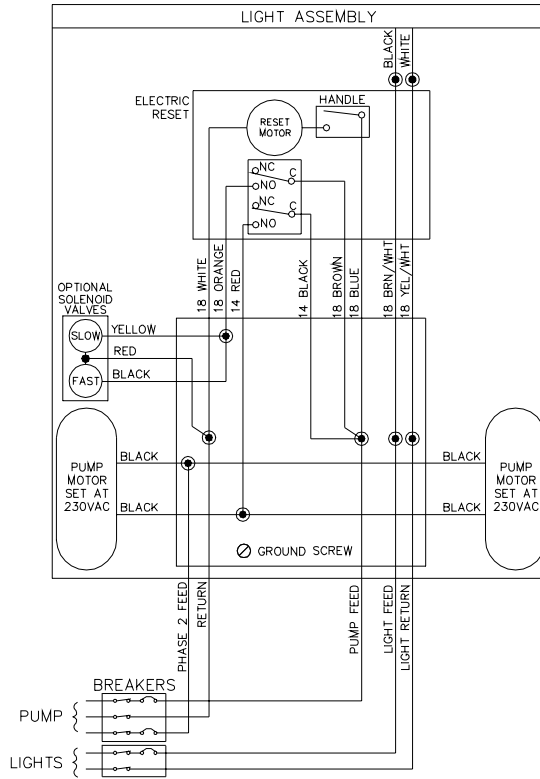 LIGHT ASSEMBLY
BLACK
WHITE
ELECTRIC
RESET
HANDLE
RESET
MOTOR
NC
C
NO
NC
C
NO
18 WHITE
18 ORANGE
14 RED
14 BLACK
18 BROWN
18 BLUE
18 BRN/WHT
18 YEL/WHT
OPTIONAL
SOLENOID
VALVES
SLOW
YELLOW
RED
FAST
BLACK
PUMP
MOTOR
SET AT
230VAC
BLACK
BLACK
BLACK
BLACK
PUMP
MOTOR
SET AT
230VAC
GROUND SCREW
PHASE 2 FEED
RETURN
PUMP FEED
LIGHT FEED
LIGHT RETURN
BREAKERS
PUMP
LIGHTS